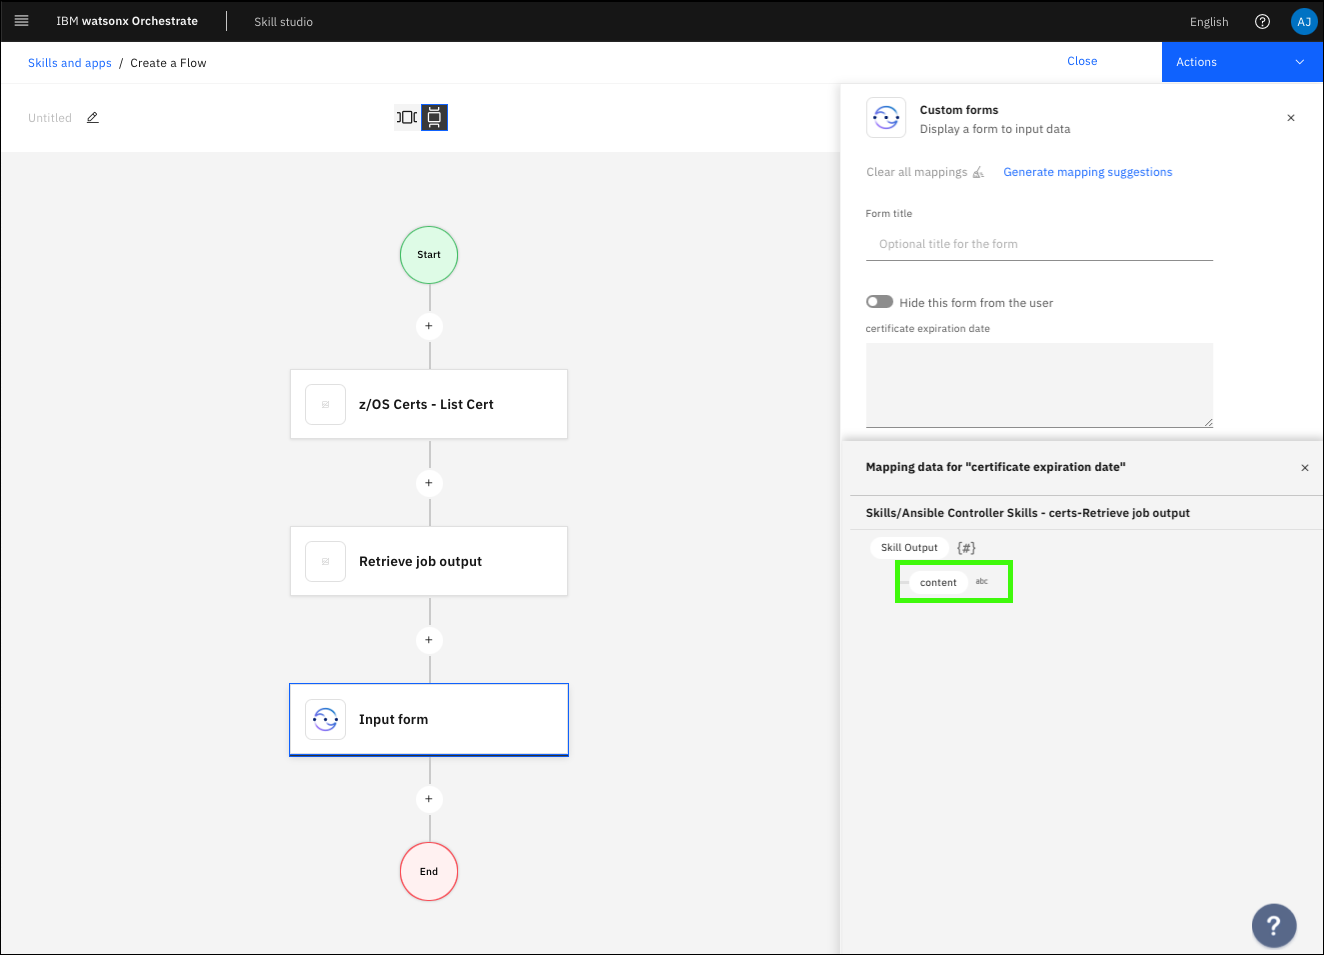 IBM watsonx Orchestrate
Skill studio
English
AJ
Skills and apps / Create a Flow
Close
Actions
Untitled
Custom forms
Display a form to input data
Clear all mappings
Generate mapping suggestions
Form title
Optional title for the form
Hide this form from the user
certificate expiration date
Start
+
z/OS Certs - List Cert
+
Retrieve job output
+
Input form
+
End
Mapping data for "certificate expiration date"
Skills/Ansible Controller Skills - certs-Retrieve job output
Skill Output {#}
content abc
?